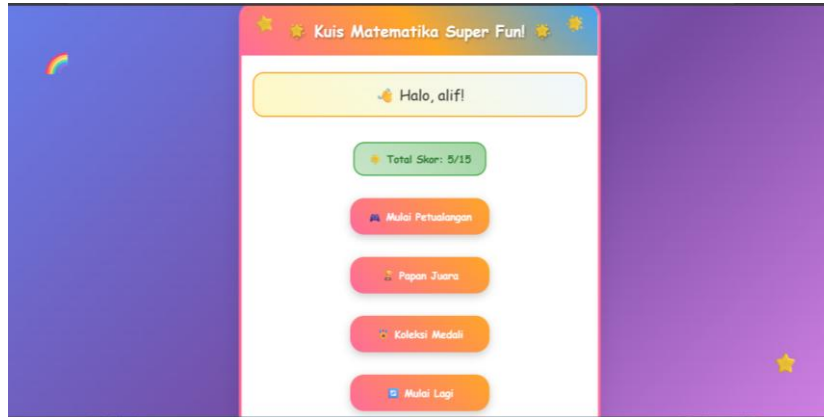 Kuis Matematika Super Fun!
Halo, alif!
Total Skor: 5/15
Mulai Petualangan
Papan Juara
Koleksi Medali
Mulai Lagi